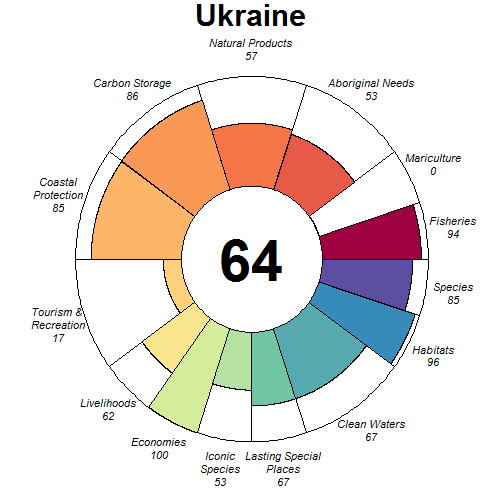 Ukraine
Natural Products
57
Aboriginal Needs
53
Mariculture
0
Fisheries
94
Species
85
Habitats
96
Clean Waters
67
Lasting Special
Places
67
Iconic
Species
53
Economies
100
Livelihoods
62
Tourism &
Recreation
17
Coastal
Protection
85
Carbon Storage
86
64